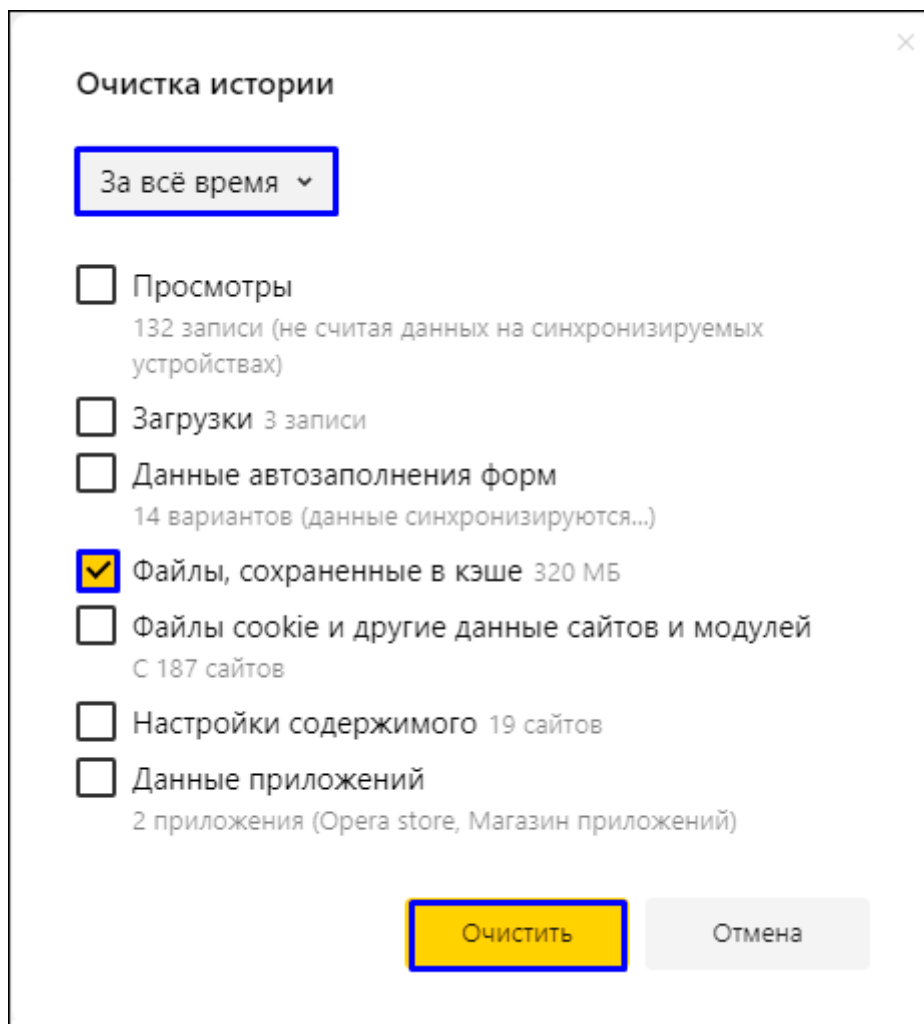 Очистка истории
За всё время
Просмотры
132 записи (не считая данных на синхронизируемых
устройствах)
Загрузки 3 записи
Данные автозаполнения форм
14 вариантов (данные синхронизируются...)
Файлы, сохраненные в кэше 320 МБ
Файлы cookie и другие данные сайтов и модулей
С 187 сайтов
Настройки содержимого 19 сайтов
Данные приложений
2 приложения (Opera store, Магазин приложений)
Очистить Отмена